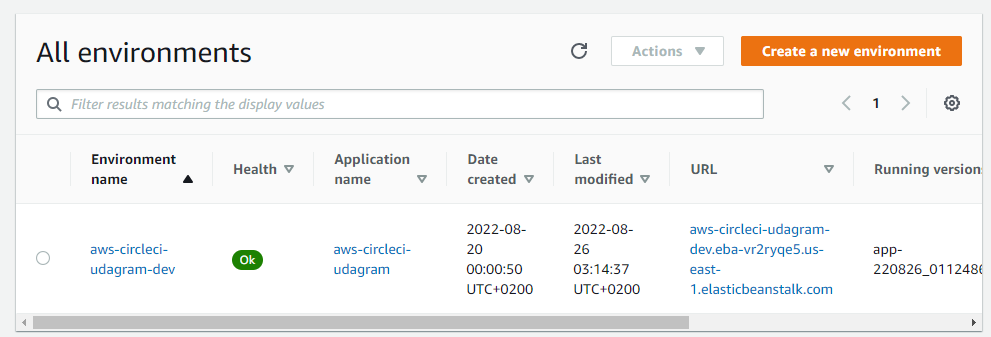 All environments
Actions
Create a new environment
Filter results matching the display values
1
Environment name
Health
Application name
Date created
Last modified
URL
Running versions
aws-circleci-
udagram-dev
Ok
aws-circleci-
udagram
2022-08-
20
00:00:50
UTC+0200
2022-08-
26
03:14:37
UTC+0200
aws-circleci-udagram-
dev.eba-vr2ryqe5.us-
east-
1.elasticbeanstalk.com
app-
220826_0112486